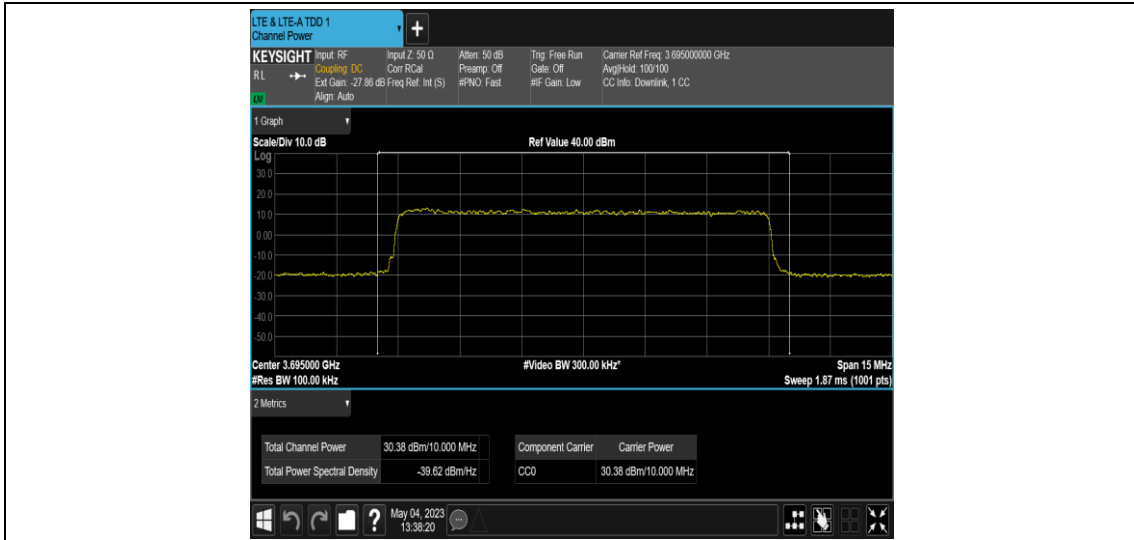 LTE & LTE-A TDD 1
Channel Power
+
KEYSIGHT Input: RF Input Z: 50 Ω Atten: 50 dB Trig: Free Run Carrier Ref Freq: 3.695000000 GHz
RL Coupling: DC Corr RCal Preamp: Off Gate: Off Avg|Hold: 100/100
Ext Gain: -27.86 dB Freq Ref: Int (S) #PNO: Fast #IF Gain: Low CC Info: Downlink, 1 CC
LXI Align: Auto
1 Graph
Scale/Div 10.0 dB Ref Value 40.00 dBm
Log
30.0
20.0
10.0
0.00
-10.0
-20.0
-30.0
-40.0
-50.0
Center 3.695000 GHz #Video BW 300.00 kHz* Span 15 MHz
#Res BW 100.00 kHz Sweep 1.87 ms (1001 pts)
2 Metrics
Total Channel Power 30.38 dBm/10.000 MHz Component Carrier Carrier Power
Total Power Spectral Density -39.62 dBm/Hz CC0 30.38 dBm/10.000 MHz
? May 04, 2023
13:38:20